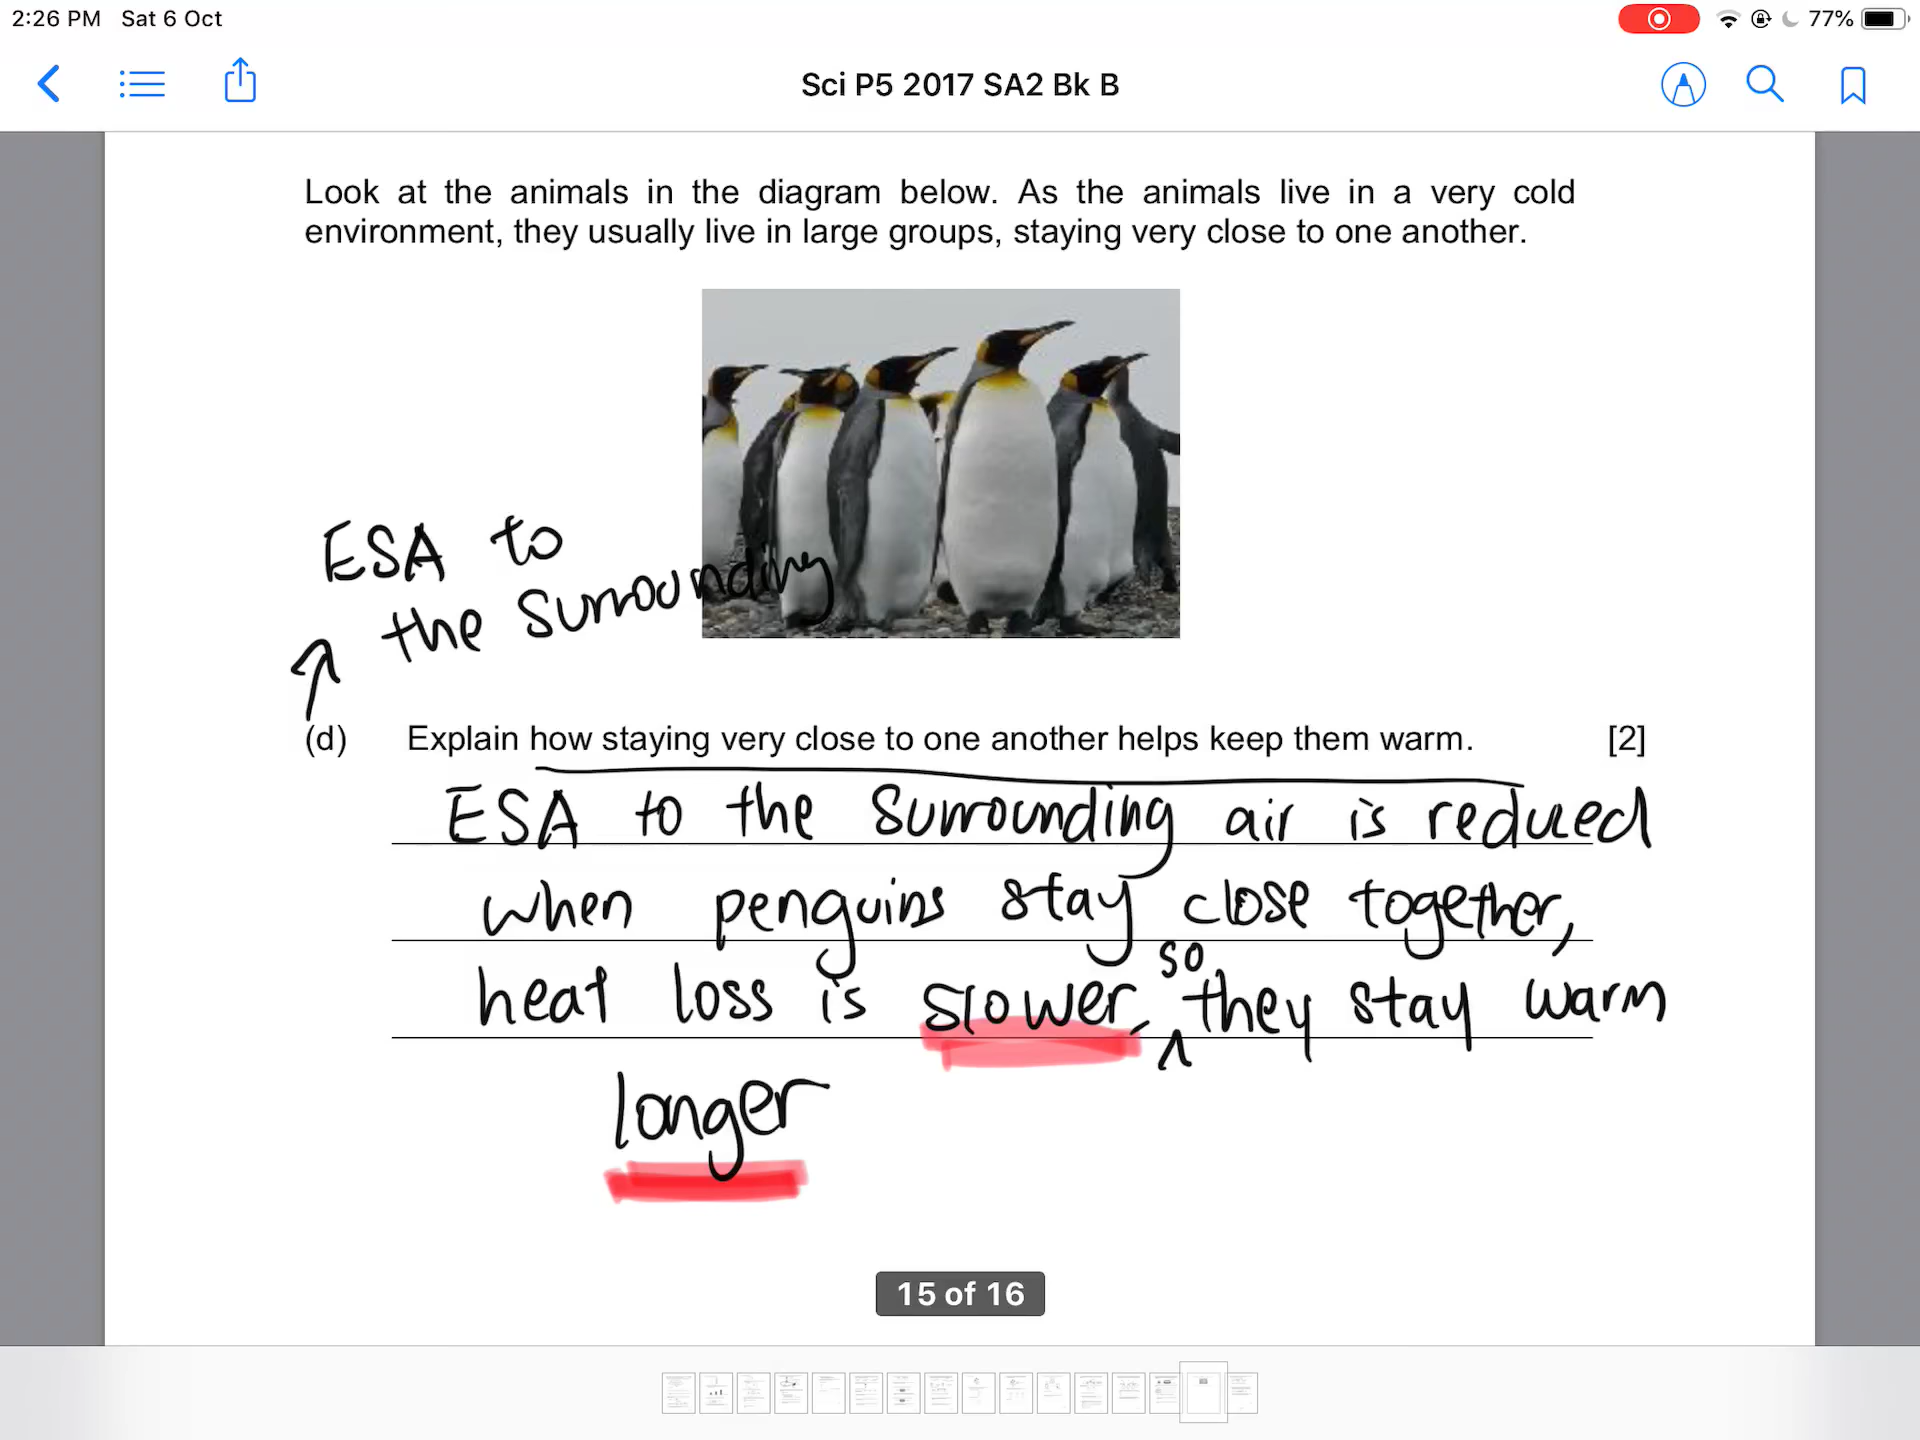 2:26 PM Sat 6 Oct
77%
Sci P5 2017 SA2 Bk B
Look at the animals in the diagram below. As the animals live in a very cold
environment, they usually live in large groups, staying very close to one another.
ESA to
the surrounding
(d) Explain how staying very close to one another helps keep them warm. [2]
ESA to the surrounding air is reduced
when penguins stay close together,
so
heat loss is slower, they stay warm
longer
15 of 16